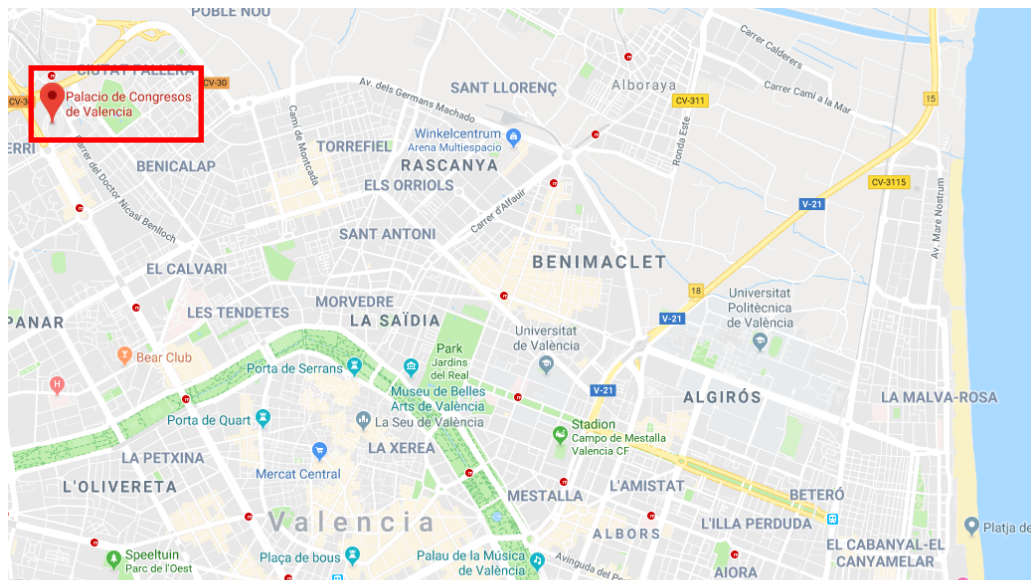 POBLE NOU
CIUTAT FALLERA
CV-30
CV-30
Palacio de Congresos
de Valencia
Av. dels Germans Machado
SANT LLORENÇ
Alboraya
Carrer Calderers
Carrer Camí a la Mar
CV-311
15
ERRI
BENICALAP
Camí de Montcada
TORREFIEL
Winkelcentrum
Arena Multiespacio
RASCANYA
ELS ORRIOLS
Ronda Este
CV-3115
Carrer del Doctor Nicasi Benlloch
Carrer d'Alfauir
V-21
Av. Mare Nostrum
SANT ANTONI
EL CALVARI
BENIMACLET
18
Universitat
Politècnica
de València
PANAR
LES TENDETES
MORVEDRE
LA SAÏDIA
V-21
Bear Club
Porta de Serrans
Park
Jardins
del Real
Universitat
de València
H
Museu de Belles
Arts de València
V-21
ALGIRÓS
LA MALVA-ROSA
Porta de Quart
La Seu de València
Stadion
Campo de Mestalla
Valencia CF
LA PETXINA
LA XEREA
Mercat Central
L'OLIVERETA
MESTALLA
L'AMISTAT
BETERÓ
Valencia
ALBORS
L'ILLA PERDUDA
Platja de
EL CABANYAL-EL
CANYAMELAR
Speeltuin
Parc de l'Oest
Plaça de bous
Palau de la Música
de València
Avinguda del Po
AIORA